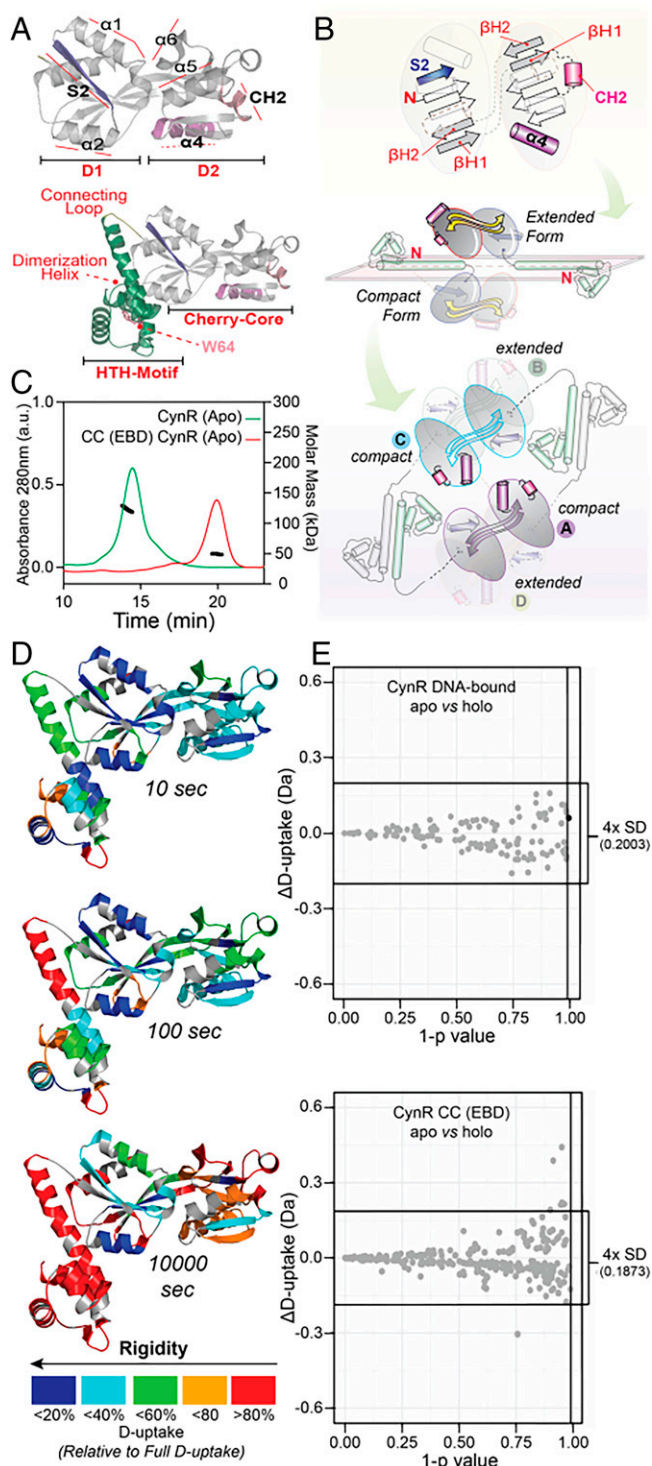 A
α1
α6
α5
S2
CH2
α2
α4
D1
D2
Connecting
Loop
Dimerization
Helix
Cherry-Core
W64
HTH-Motif
B
βH2
βH1
S2
N
CH2
α4
βH2
βH1
Extended
Form
N
N
Compact
Form
extended
B
C
compact
compact
A
extended
D
C
CynR (Apo)
CC (EBD) CynR (Apo)
Absorbance 280nm (a.u.)
1.0
0.5
0.0
300
250
200
150
100
50
0
Molar Mass (kDa)
10
15
20
Time (min)
D
10 sec
100 sec
10000
sec
Rigidity
<20%
<40%
<60%
<80
>80%
D-uptake
(Relative to Full D-uptake)
E
CynR DNA-bound
apo vs holo
ΔD-uptake (Da)
0.6
0.3
0.0
-0.3
-0.6
4x SD
(0.2003)
0.00
0.25
0.50
0.75
1.00
1-p value
CynR CC (EBD)
apo vs holo
ΔD-uptake (Da)
0.6
0.3
0.0
-0.3
-0.6
4x SD
(0.1873)
0.00
0.25
0.50
0.75
1.00
1-p value